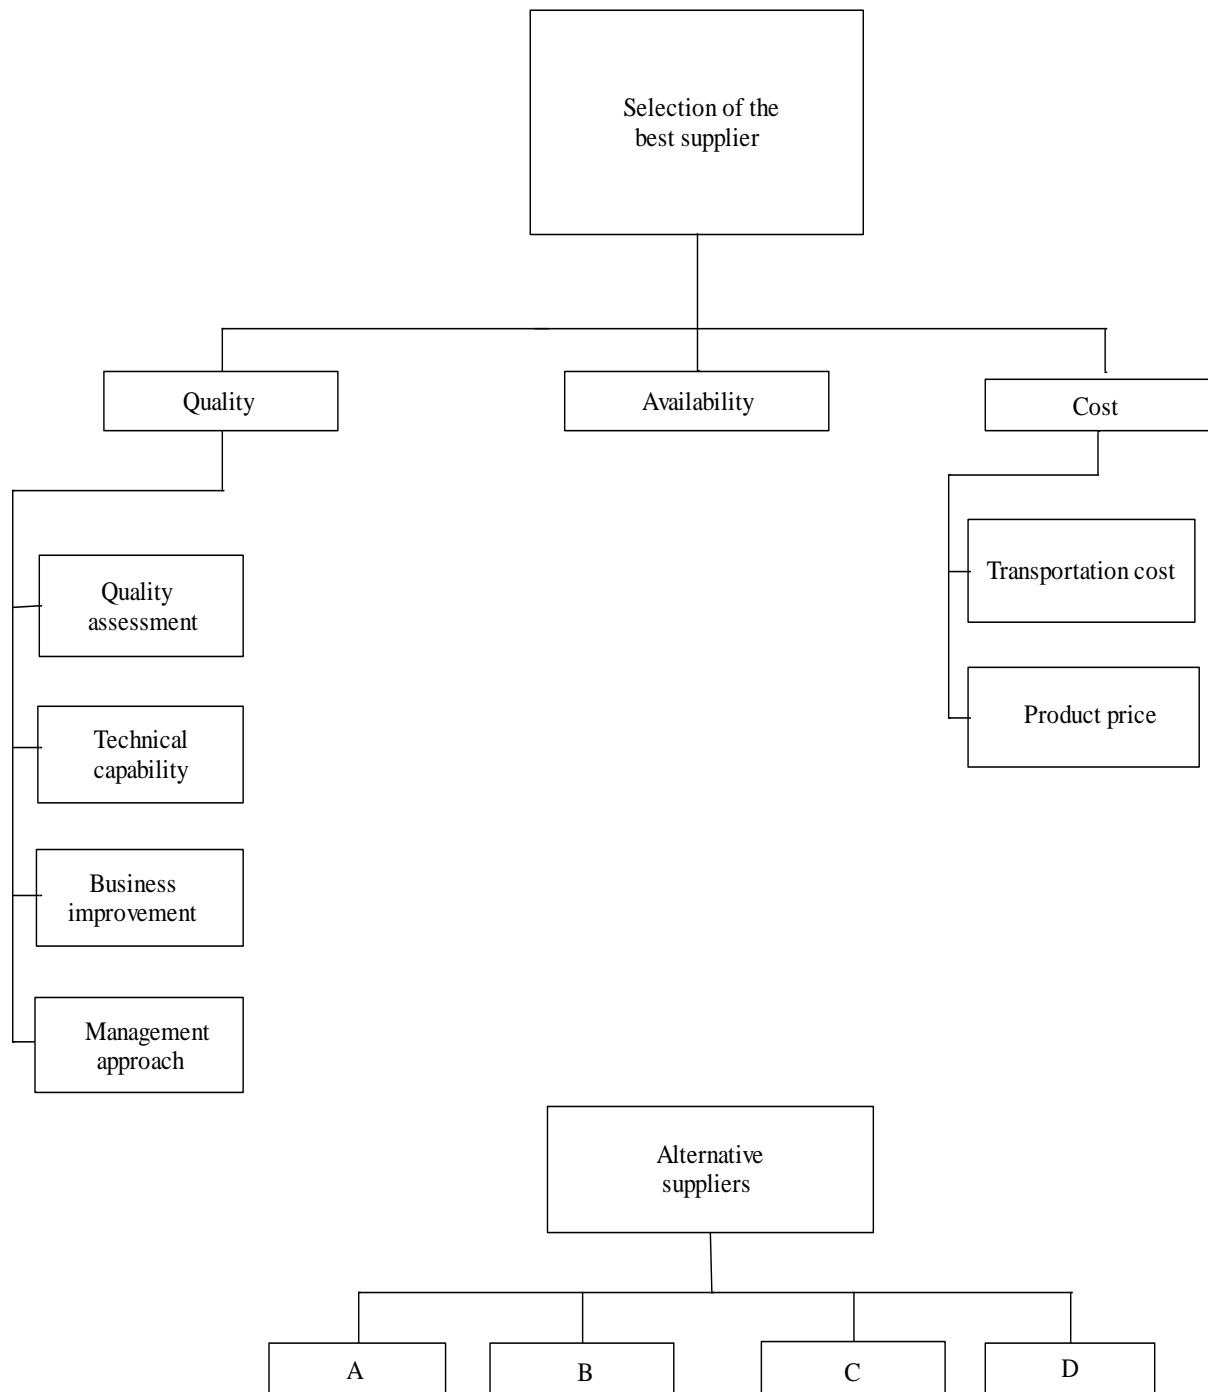 Selection of the
best supplier
Quality
Availability
Cost
Quality
assessment
Technical
capability
Business
improvement
Management
approach
Transportation cost
Product price
Alternative
suppliers
A
B
C
D